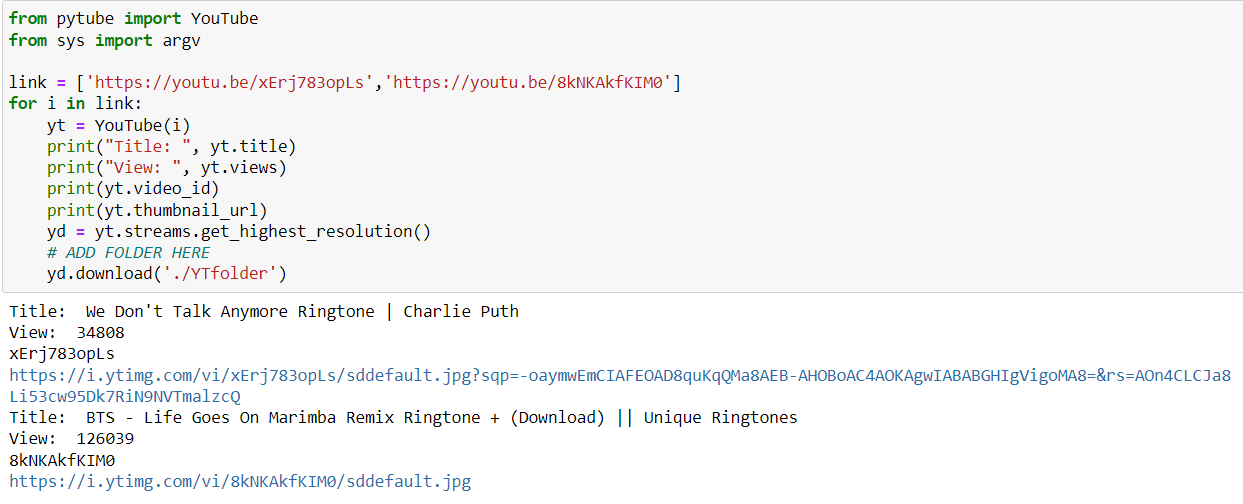 from pytube import YouTube
from sys import argv
link = ['https://youtu.be/xErj783opLs','https://youtu.be/8kNKAkfKIM0']
for i in link:
    yt = YouTube(i)
    print("Title: ", yt.title)
    print("View: ", yt.views)
    print(yt.video_id)
    print(yt.thumbnail_url)
    yd = yt.streams.get_highest_resolution()
    # ADD FOLDER HERE
    yd.download('./YTfolder')
Title:  We Don't Talk Anymore Ringtone | Charlie Puth
View:  34808
xErj783opLs
https://i.ytimg.com/vi/xErj783opLs/sddefault.jpg?sqp=-oaymwEmCIAFEOAD8quKqQMa8AEB-AHOBoAC4AOKAgwIABABGHIgVigoMA8=&rs=AOn4CLCJa8
Li53cw95Dk7RiN9NVTmalzcQ
Title:  BTS - Life Goes On Marimba Remix Ringtone + (Download) || Unique Ringtones
View:  126039
8kNKAkfKIM0
https://i.ytimg.com/vi/8kNKAkfKIM0/sddefault.jpg